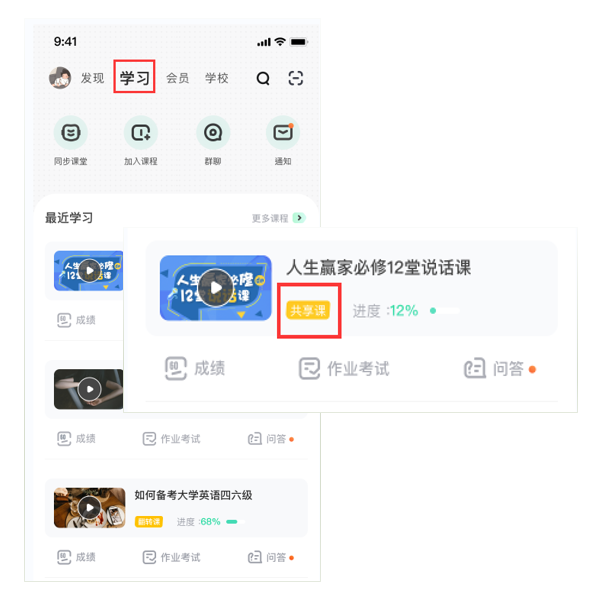 9:41
发现 学习 会员 学校
同步课堂 加入课程 群聊 通知
最近学习 更多课程
人生赢家必修12堂说话课
共享课 进度 :12%
成绩 作业考试 问答
成绩
成绩 作业考试 问答
如何备考大学英语四六级
翻转课 进度 :68%
成绩 作业考试 问答